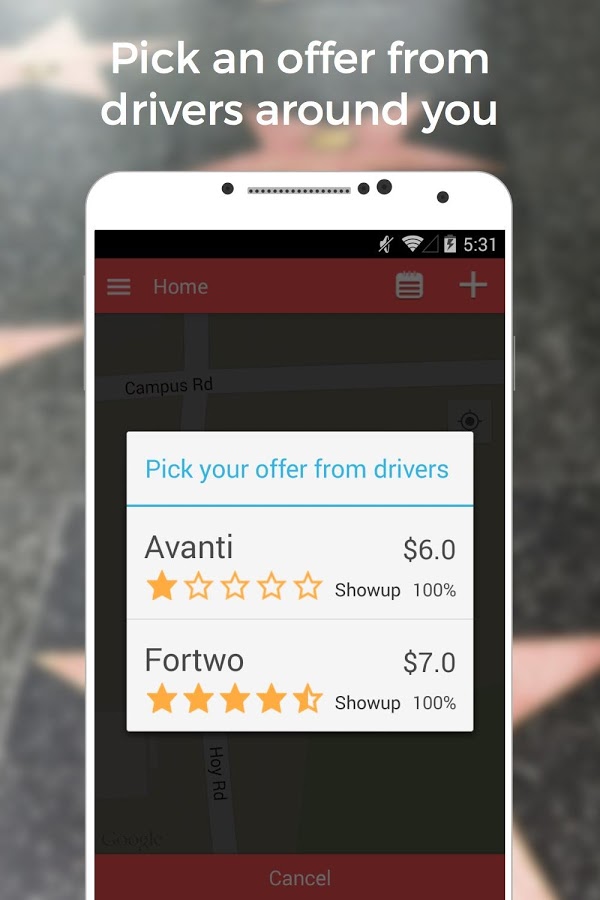 Pick an offer from
drivers around you
5:31
Home
Campus Rd
Pick your offer from drivers
Avanti
$6.0
Showup 100%
Fortwo
$7.0
Showup 100%
Hoy Rd
Google
Cancel